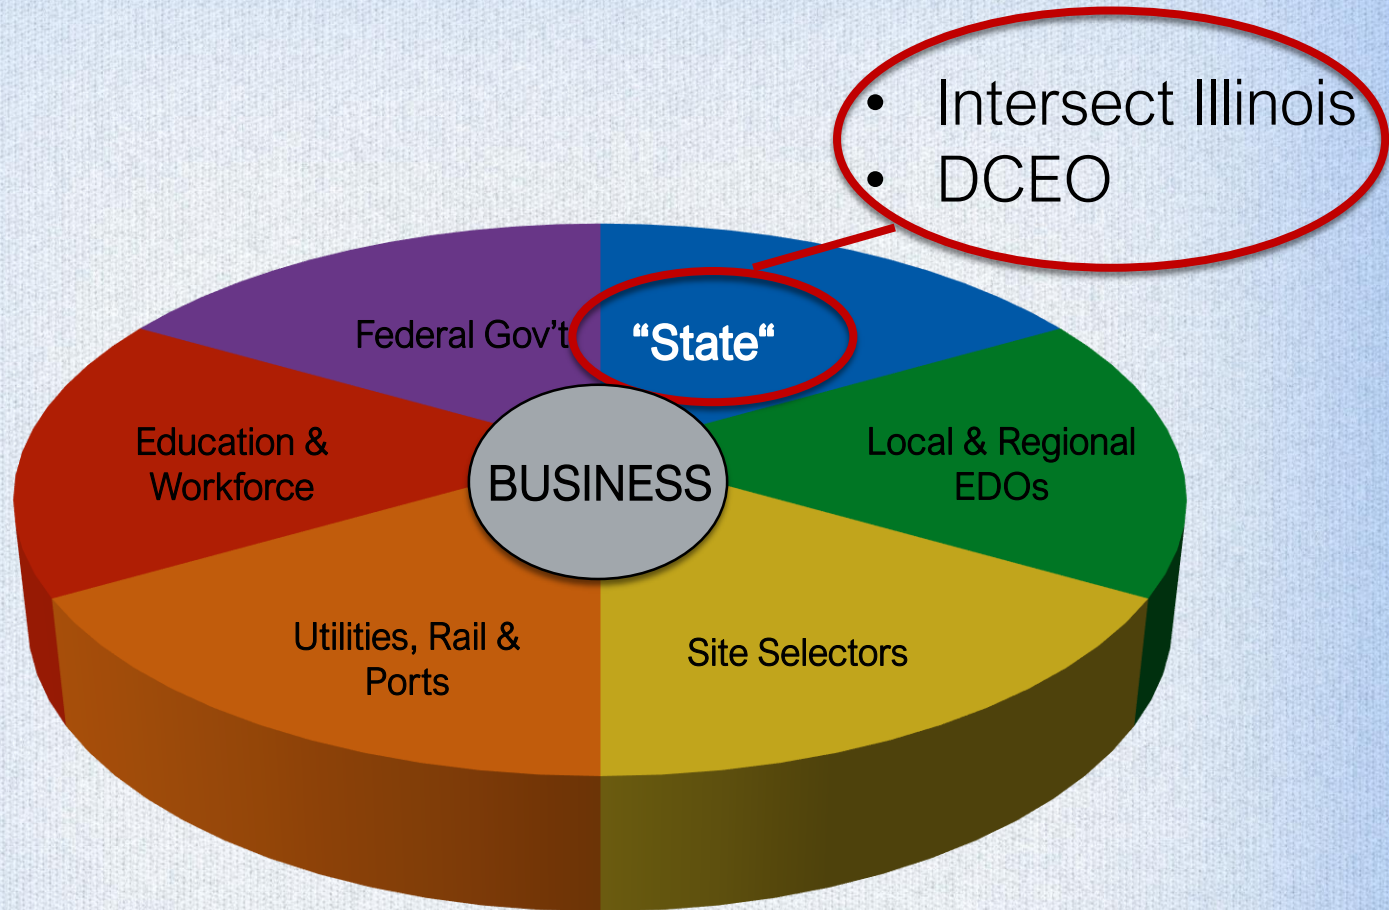 • Intersect Illinois
• DCEO
Federal Gov’t
“State“
Education &
Workforce
BUSINESS
Local & Regional
EDOs
Utilities, Rail &
Ports
Site Selectors